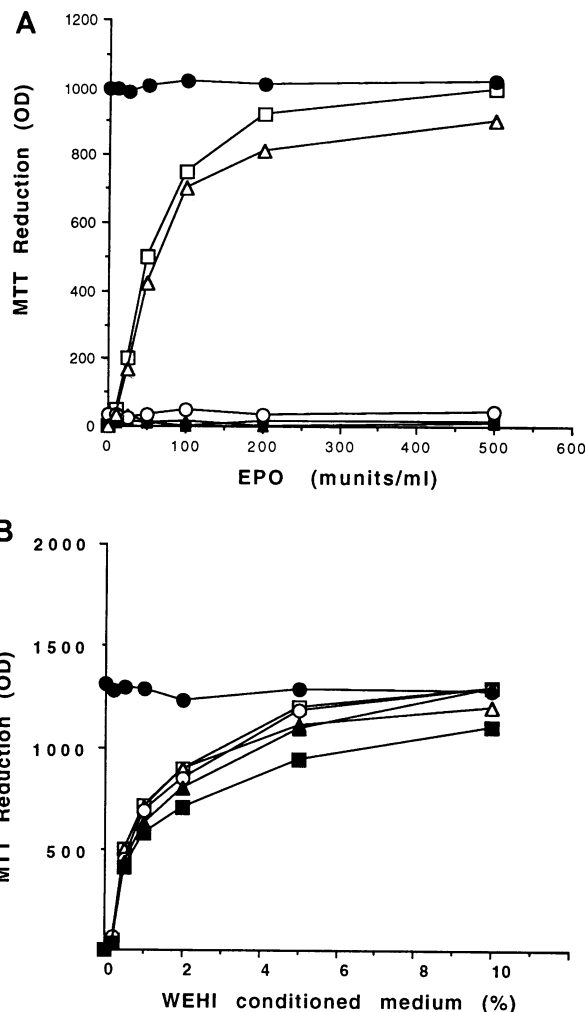 A
MTT Reduction (OD)
1200
1000
800
600
400
200
0
0 100 200 300 400 500 600
EPO (munits/ml)
B
MTT Reduction (OD)
2000
1500
1000
500
0 2 4 6 8 10
WEHI conditioned medium (%)